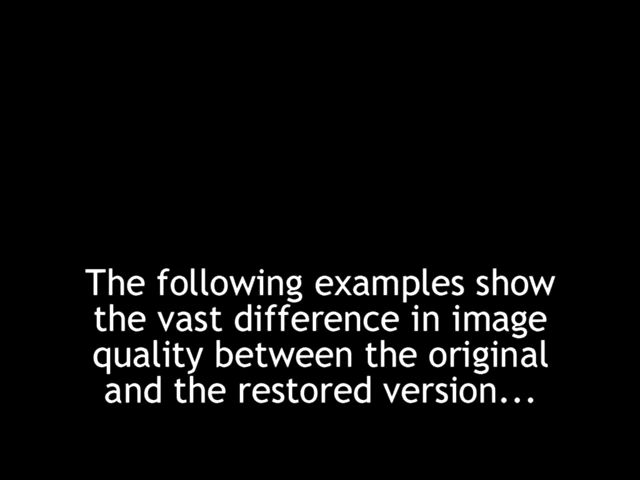 The following examples show
the vast difference in image
quality between the original
and the restored version...